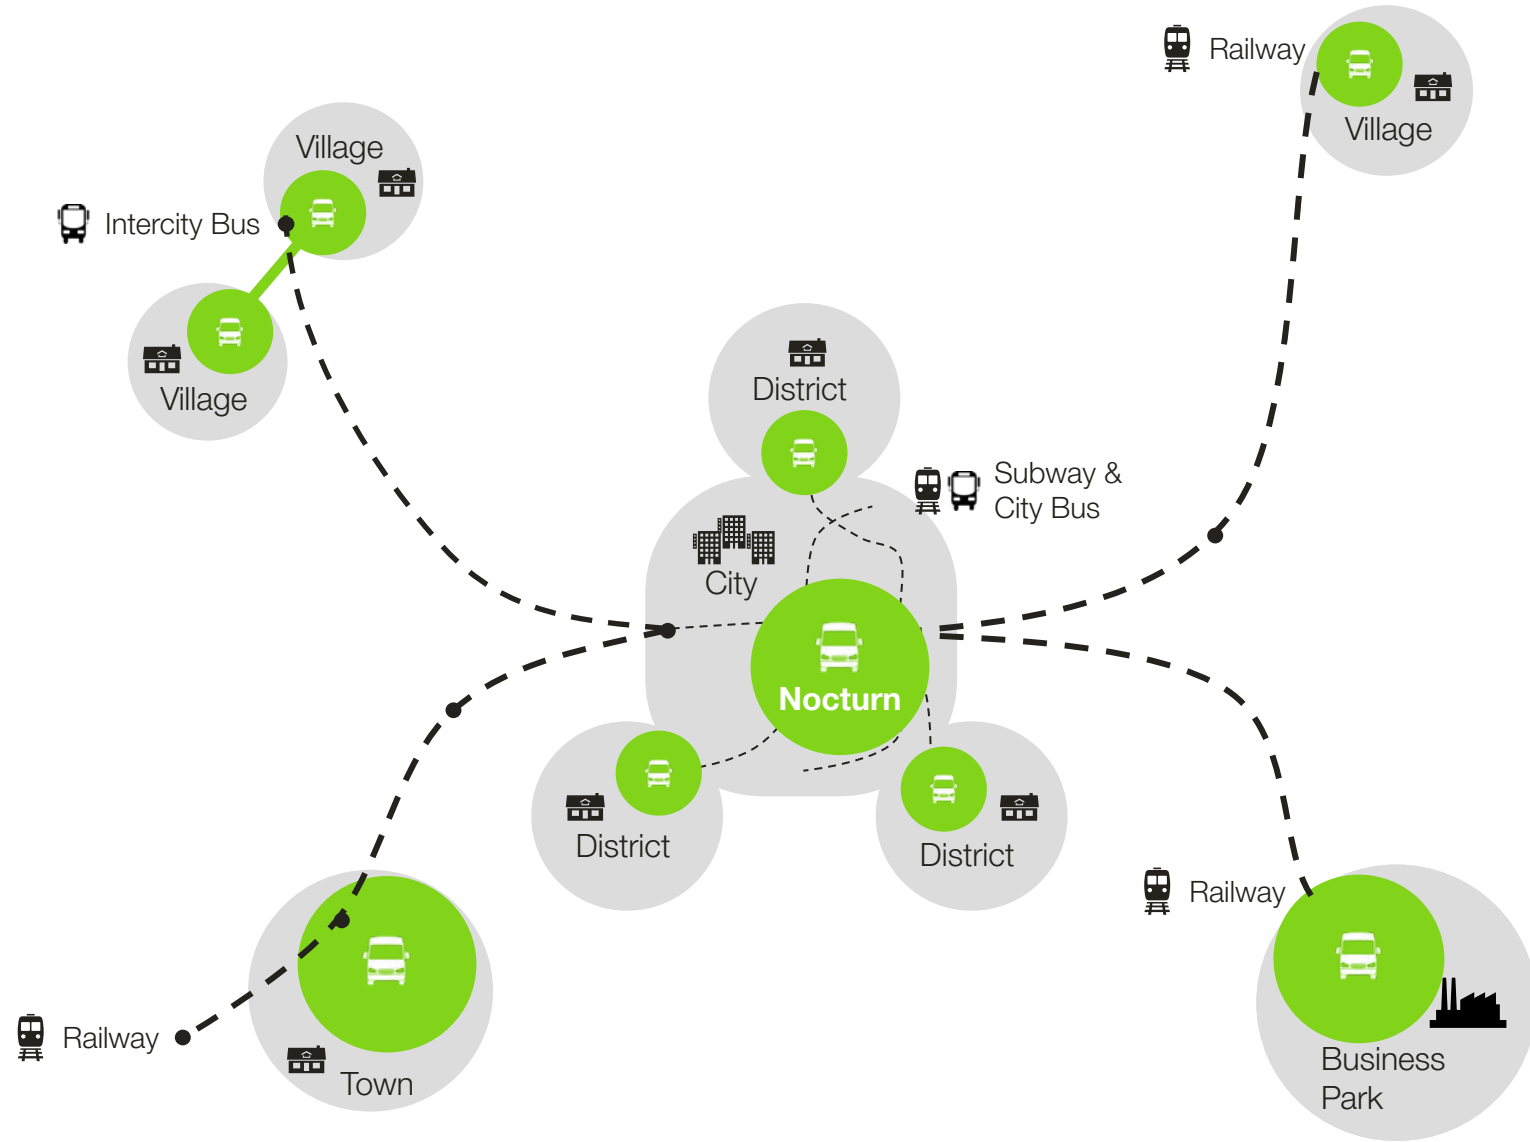 Railway
Village
Village
Intercity Bus
Village
District
Subway &
City Bus
City
Nocturn
District
District
Railway
Railway
Town
Business
Park